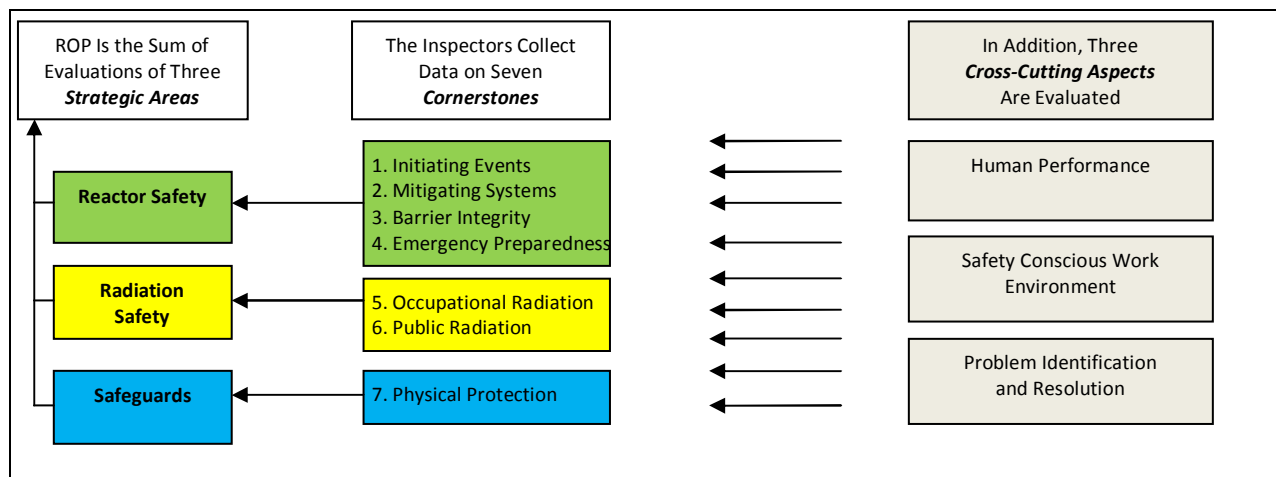 ROP Is the Sum of
Evaluations of Three
Strategic Areas
The Inspectors Collect
Data on Seven
Cornerstones
In Addition, Three
Cross-Cutting Aspects
Are Evaluated
Reactor Safety
1. Initiating Events
2. Mitigating Systems
3. Barrier Integrity
4. Emergency Preparedness
Human Performance
Radiation
Safety
5. Occupational Radiation
6. Public Radiation
Safety Conscious Work
Environment
Safeguards
7. Physical Protection
Problem Identification
and Resolution